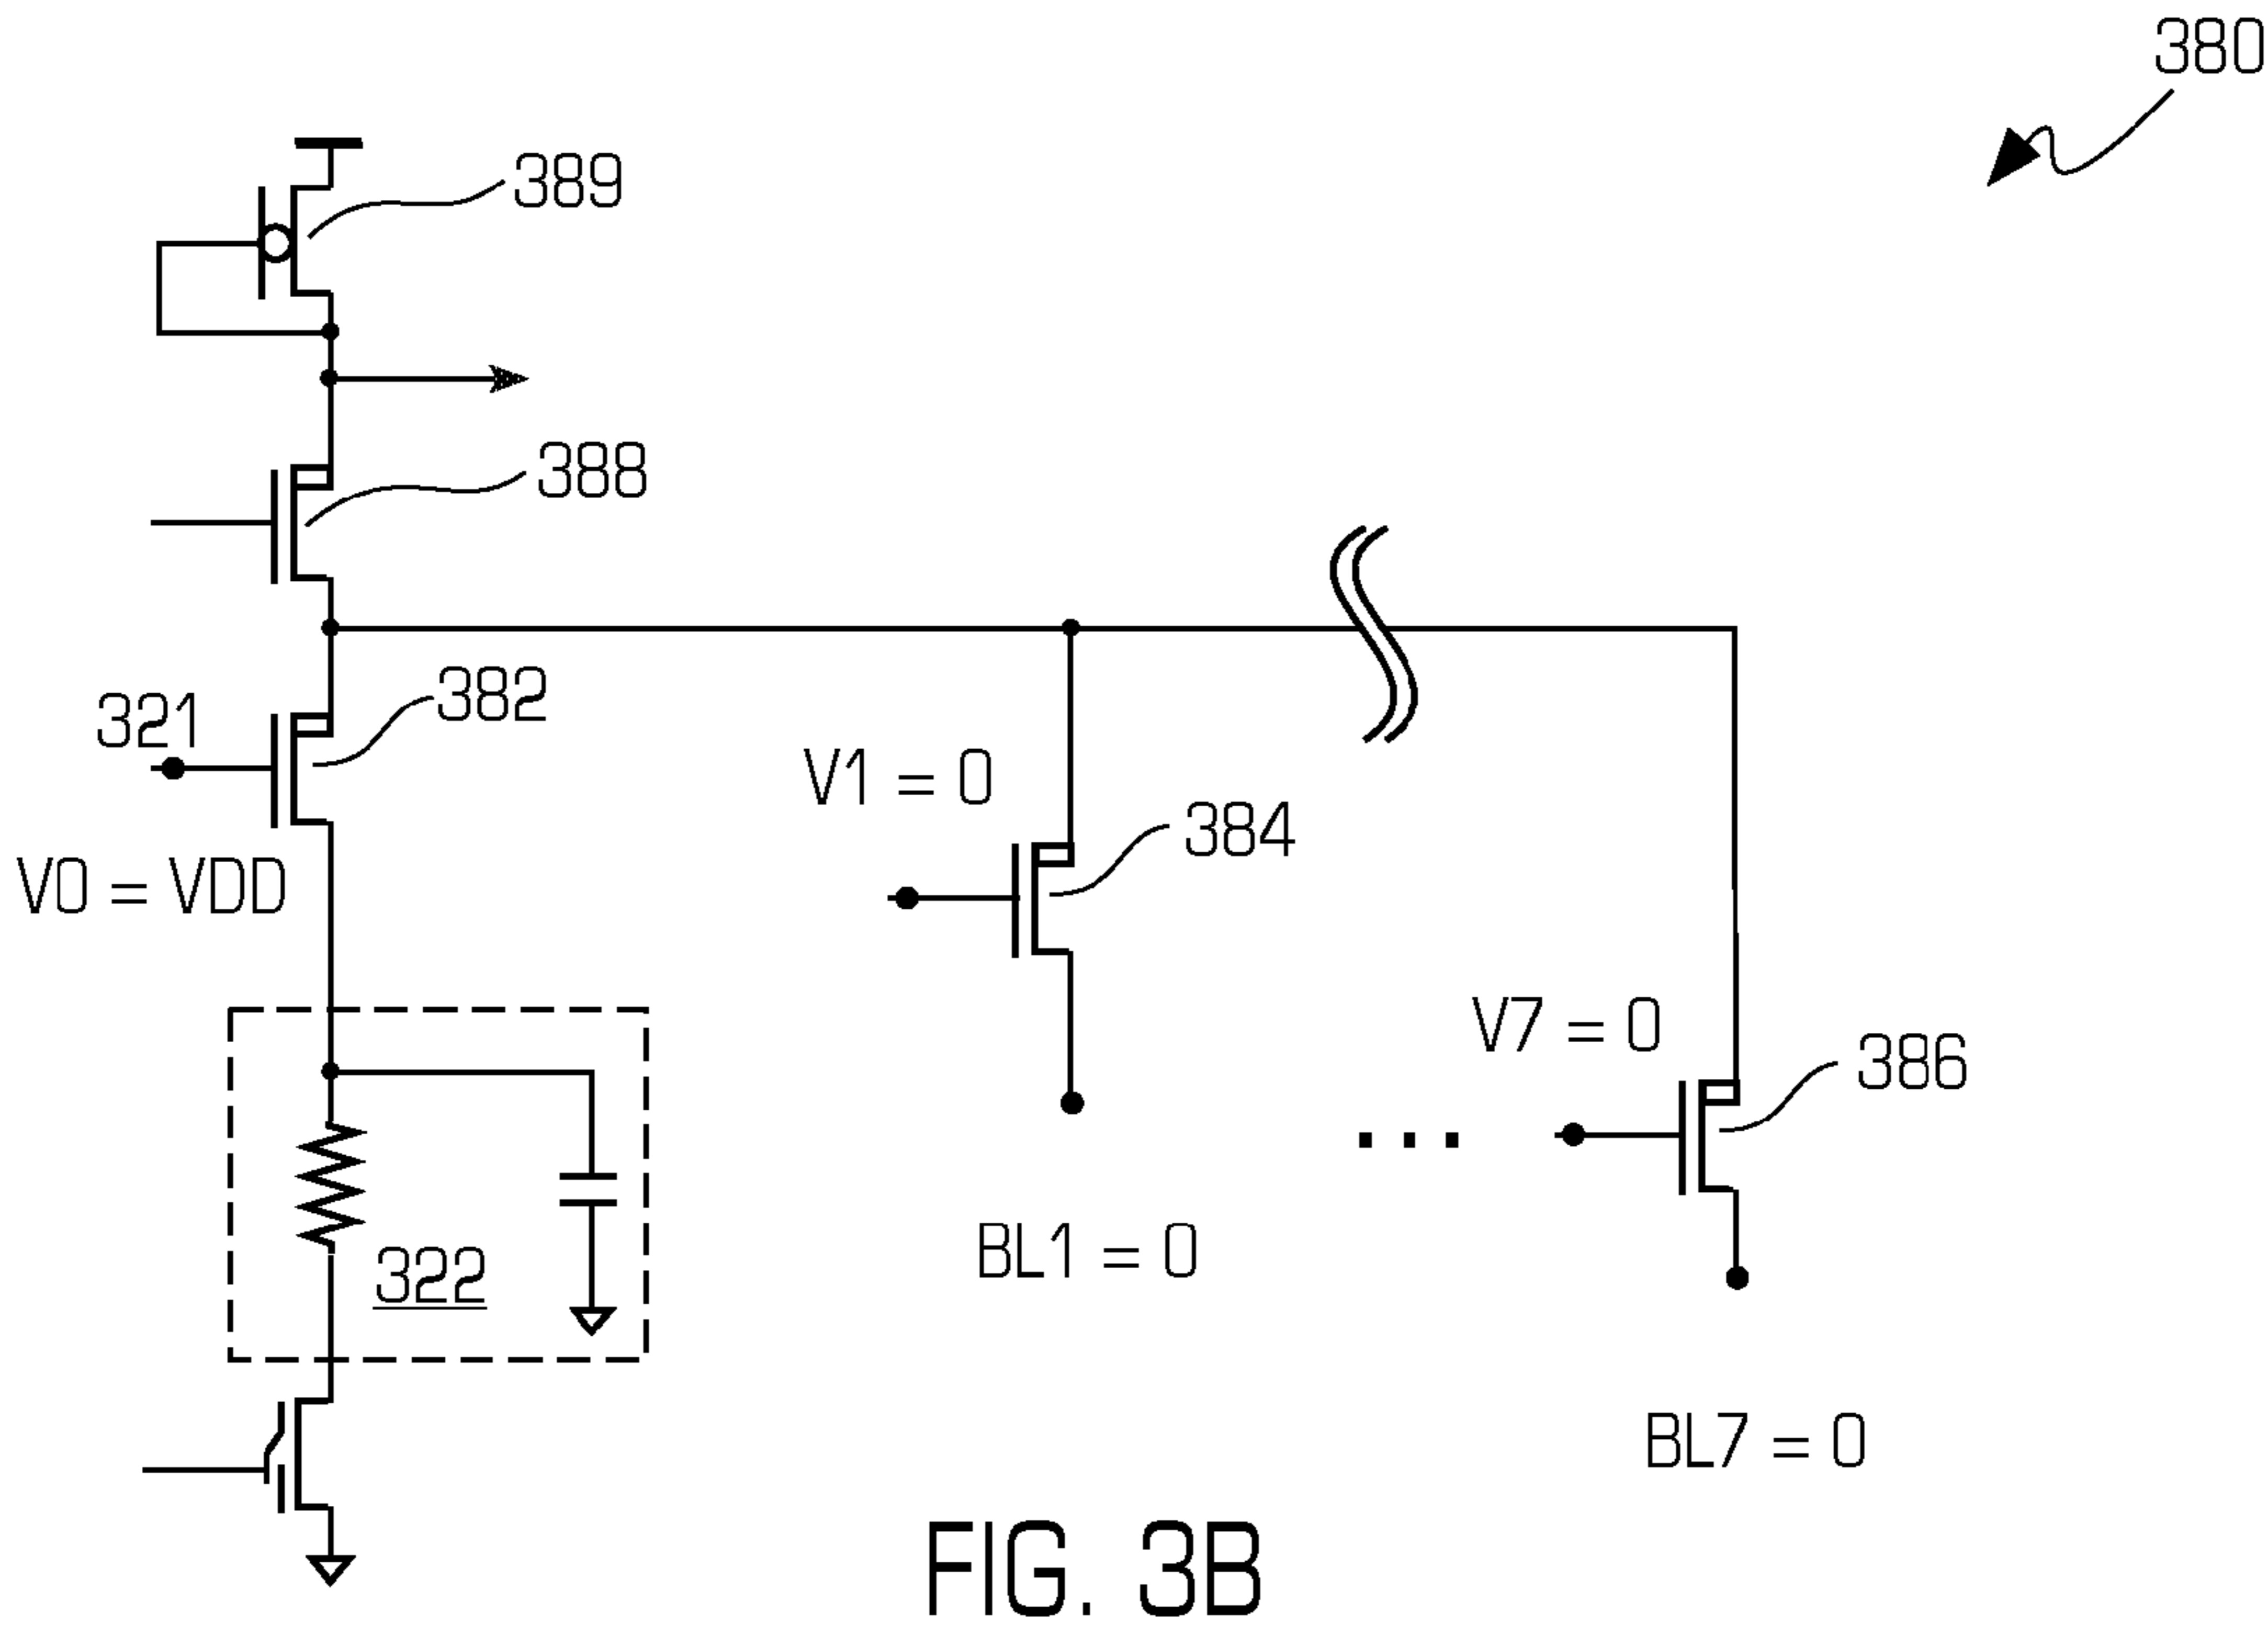 380
389
388
321
382
V0 = VDD
V1 = 0
384
V7 = 0
386
322
BL1 = 0
...
BL7 = 0
FIG. 3B